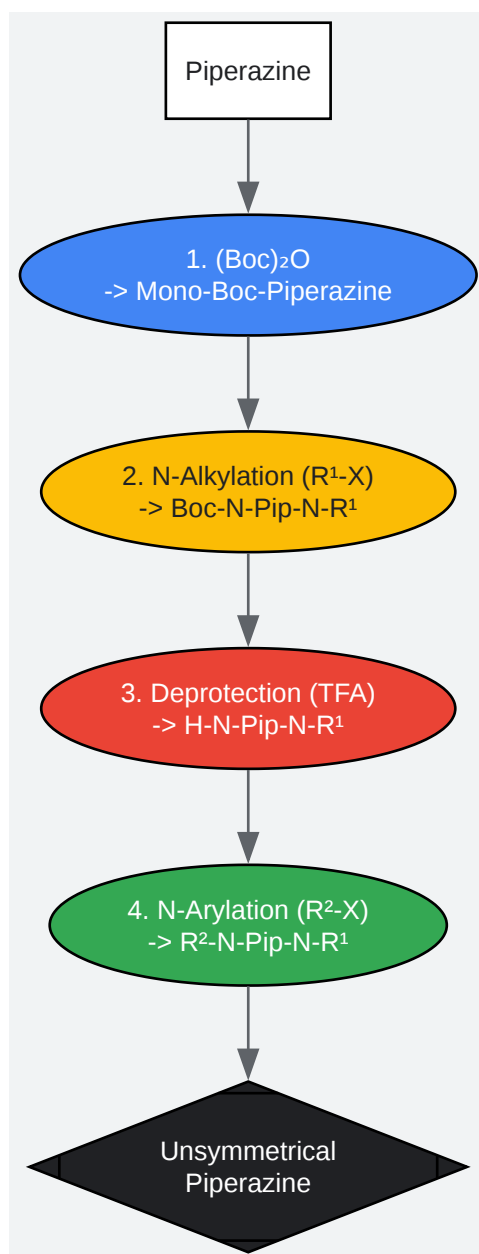 Piperazine
1. (Boc)₂O
-> Mono-Boc-Piperazine
2. N-Alkylation (R¹-X)
-> Boc-N-Pip-N-R¹
3. Deprotection (TFA)
-> H-N-Pip-N-R¹
4. N-Arylation (R²-X)
-> R²-N-Pip-N-R¹
Unsymmetrical
Piperazine